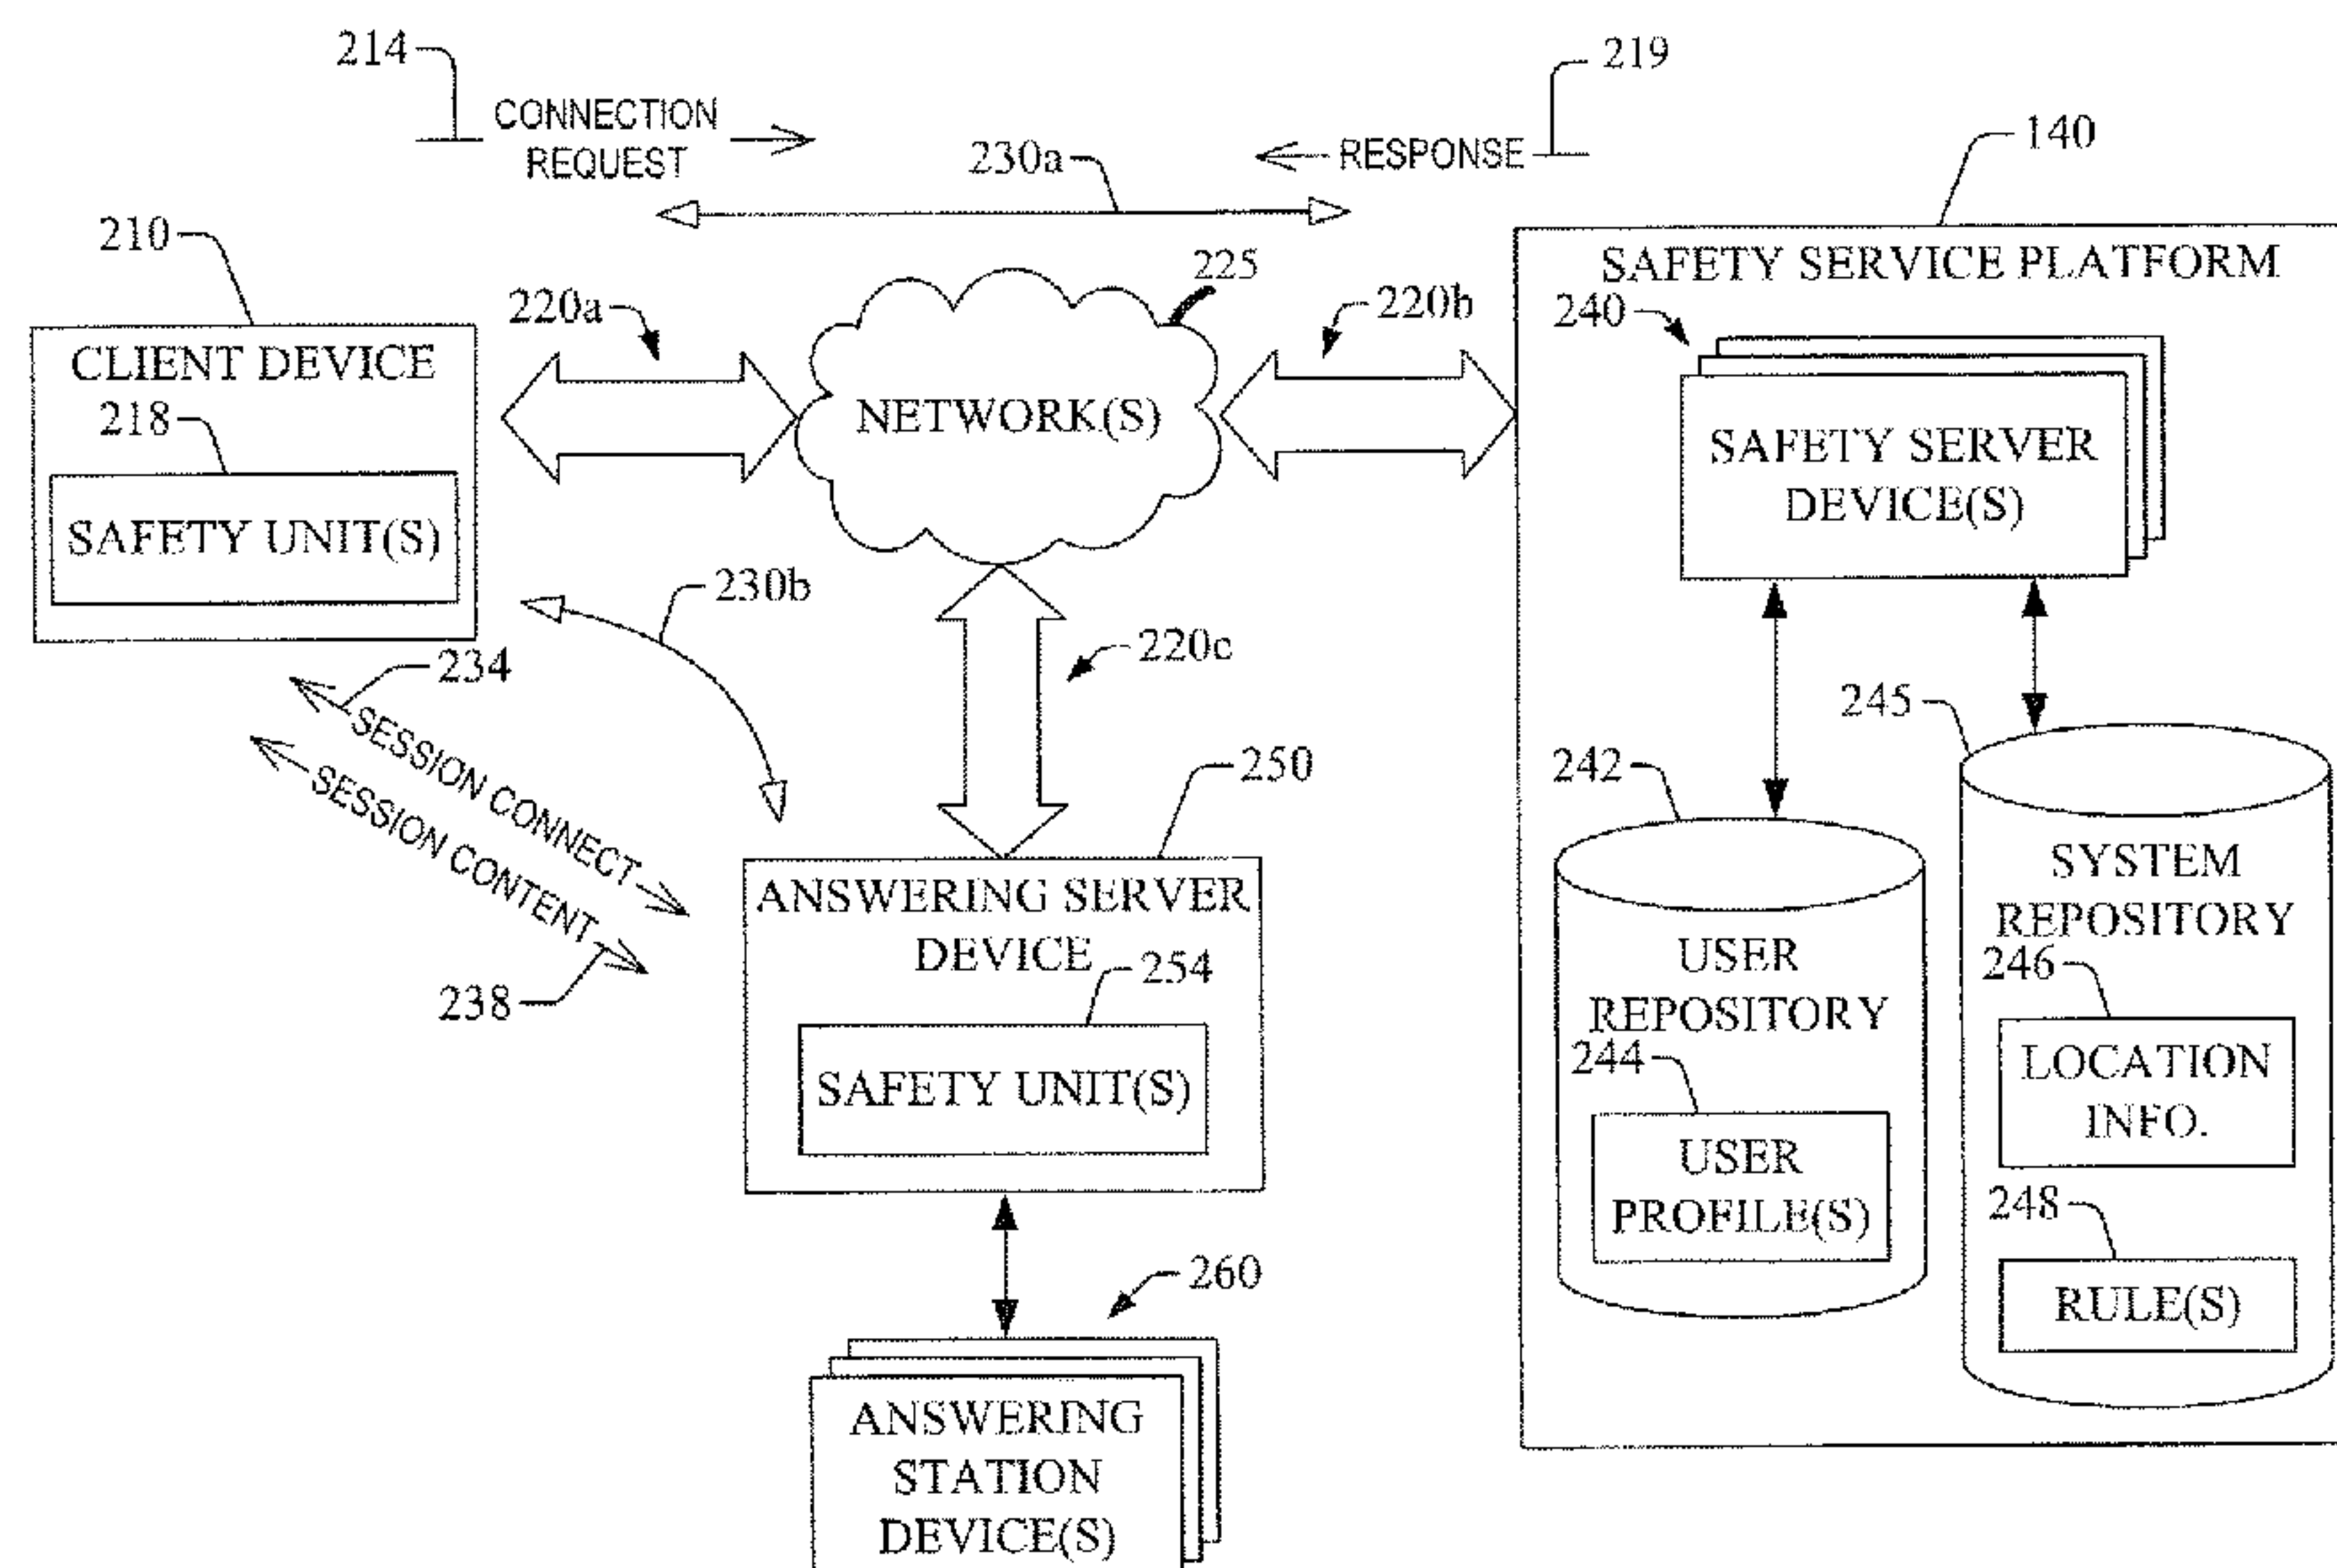 214
CONNECTION
REQUEST
230a
RESPONSE
219
140
210
CLIENT DEVICE
218
SAFETY UNIT(S)
220a
225
NETWORK(S)
220b
SAFETY SERVICE PLATFORM
240
SAFETY SERVER
DEVICE(S)
230b
220c
234
SESSION CONNECT
SESSION CONTENT
238
250
ANSWERING SERVER
DEVICE
254
SAFETY UNIT(S)
260
ANSWERING
STATION
DEVICE(S)
242
USER
REPOSITORY
244
USER
PROFILE(S)
245
SYSTEM
REPOSITORY
246
LOCATION
INFO.
248
RULE(S)